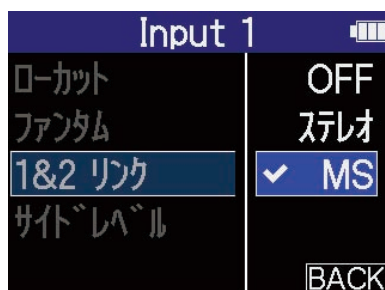 Input 1
ローカット
ファンタム
1&2 リンク
サイドレベル
OFF
ステレオ
✓ MS
BACK